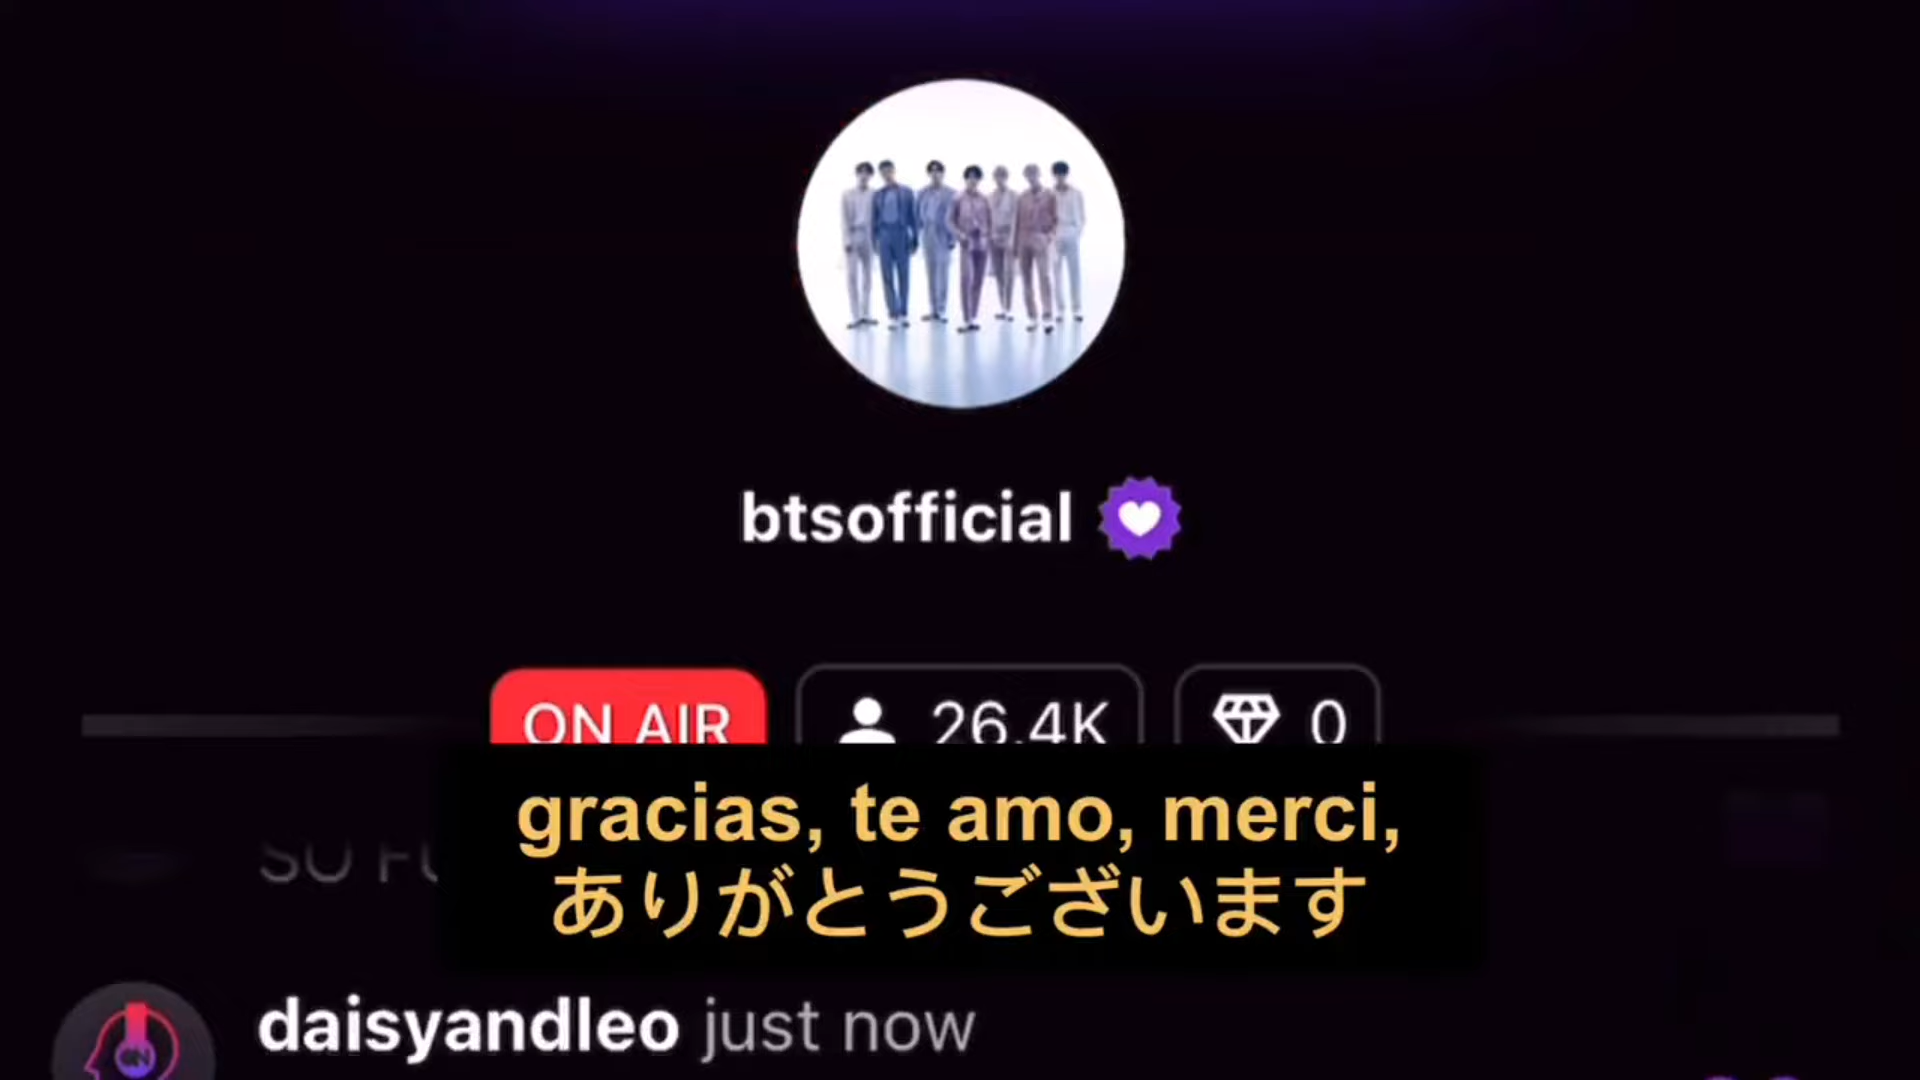 btsofficial
ON AIR
26.4K
0
gracias, te amo, merci,
ありがとうございます
SO
daisyandleo just now